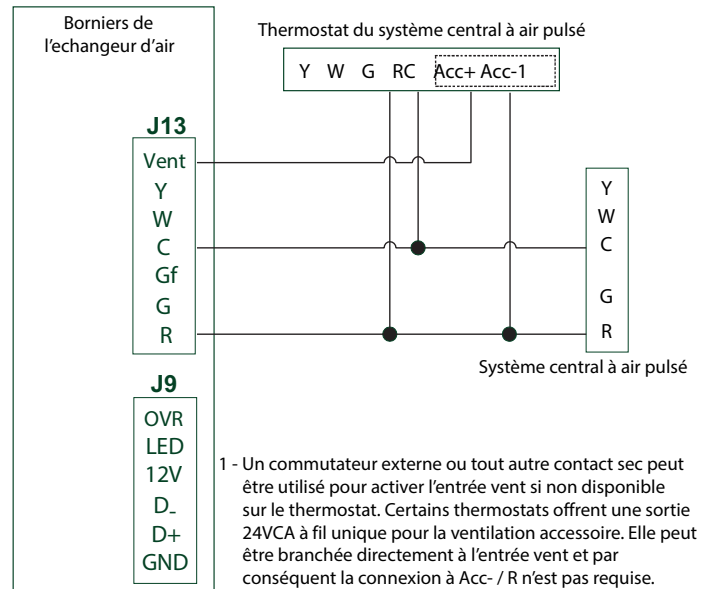 Borniers de
l'echangeur d'air
Thermostat du système central à air pulsé
Y W G RC Acc+ Acc-1
J13
Vent
Y
W
C
Gf
G
R
Y
W
C
G
R
Système central à air pulsé
J9
OVR
LED
12V
D-
D+
GND
1 - Un commutateur externe ou tout autre contact sec peut
être utilisé pour activer l'entrée vent si non disponible
sur le thermostat. Certains thermostats offrent une sortie
24VCA à fil unique pour la ventilation accessoire. Elle peut
être branchée directement à l'entrée vent et par
conséquent la connexion à Acc- / R n'est pas requise.